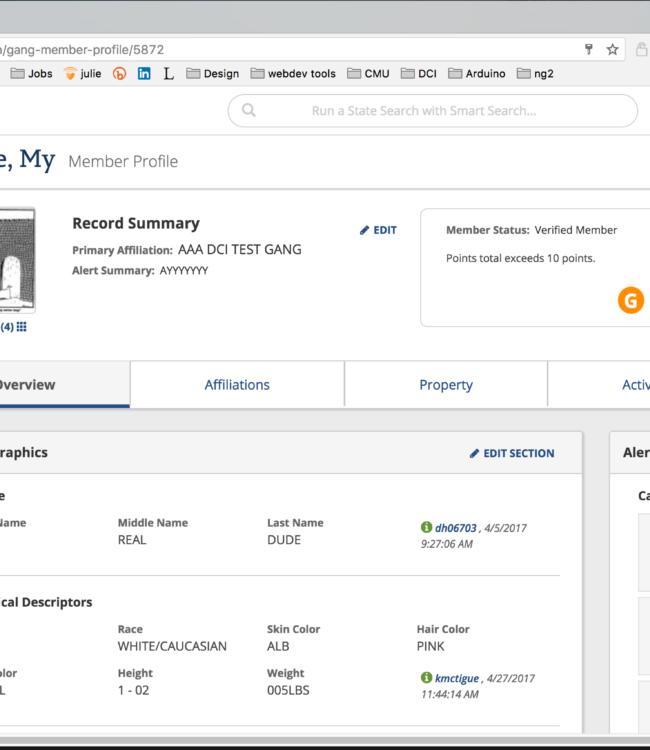 /gang-member-profile/5872
Jobs julie in L Design webdev tools CMU DCI Arduino ng2
Run a State Search with Smart Search...
e, My Member Profile
Record Summary
EDIT
Primary Affiliation: AAA DCI TEST GANG
Alert Summary: AYYYYYYY
Member Status: Verified Member
Points total exceeds 10 points.
G
(4)
Overview Affiliations Property Activ
raphics
EDIT SECTION
Aler
e
Ca
Name Middle Name Last Name
REAL DUDE
dh06703 , 4/5/2017
9:27:06 AM
ical Descriptors
Race Skin Color Hair Color
WHITE/CAUCASIAN ALB PINK
olor Height Weight
L 1 - 02 005LBS
kmctigue , 4/27/2017
11:44:14 AM